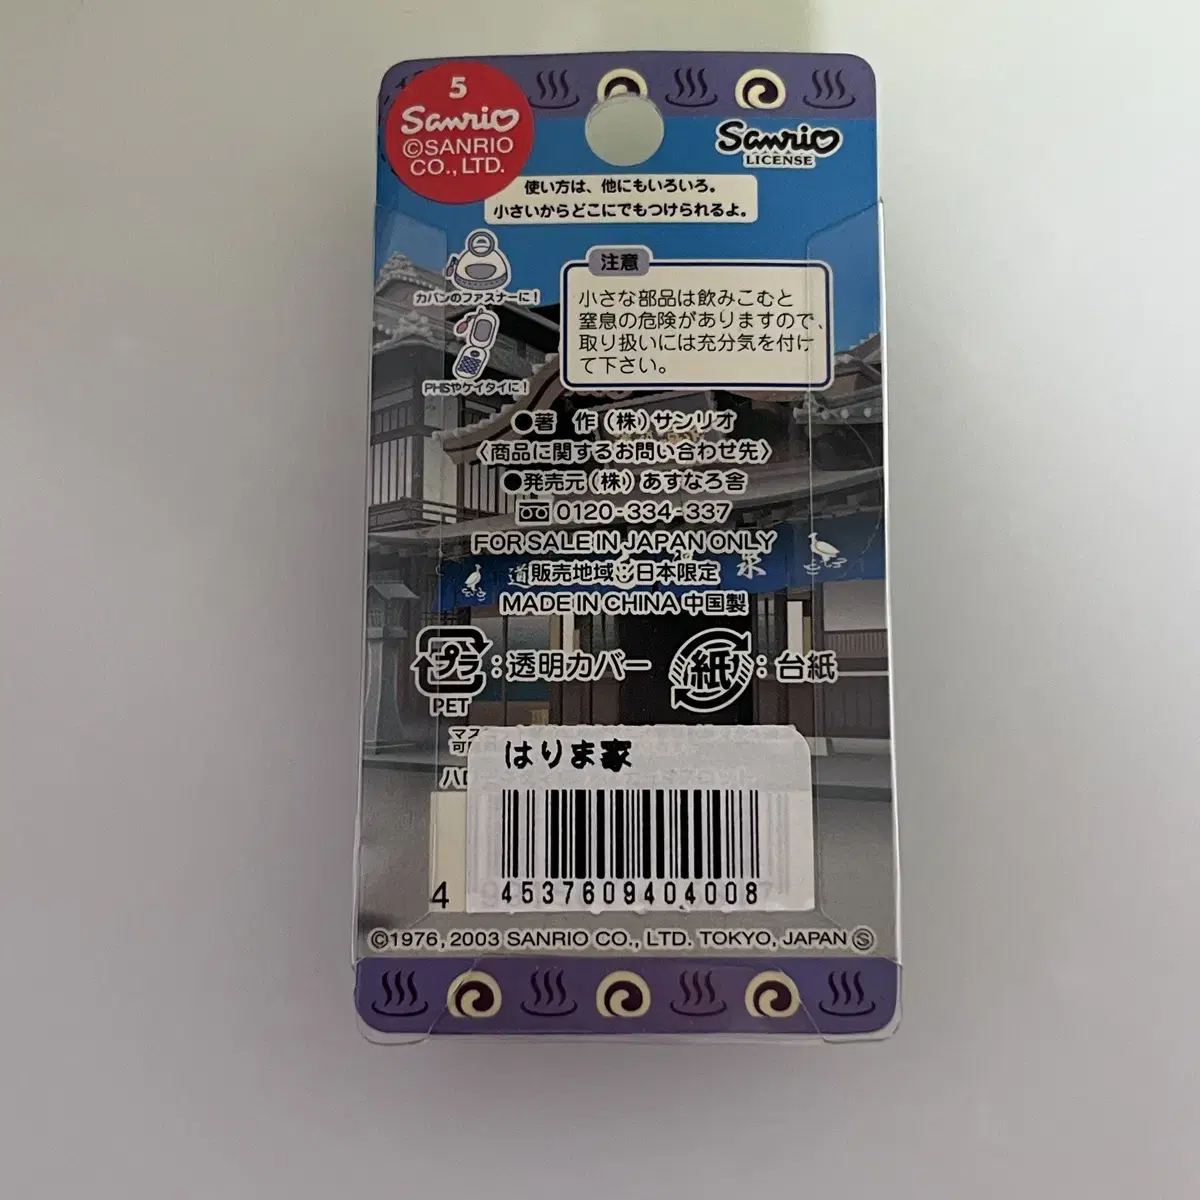 5
Sanrio
©SANRIO
CO., LTD.
Sanrio
LICENSE
使い方は、他にもいろいろ。
小さいからどこにでもつけられるよ。
カバンのファスナーに!
PHSやケイタイに!
注意
小さな部品は飲みこむと
窒息の危険がありますので、
取り扱いには充分気を付け
て下さい。
●著 作(株)サンリオ
〈商品に関するお問い合わせ先〉
●発売元(株)あすなろ舎
0120-334-337
FOR SALE IN JAPAN ONLY
販売地域:日本限定
MADE IN CHINA 中国製
道 泉
プラ:透明カバー
PET
紙:台紙
はりま家
4537609404008
4
©1976, 2003 SANRIO CO., LTD. TOKYO, JAPAN Ⓢ